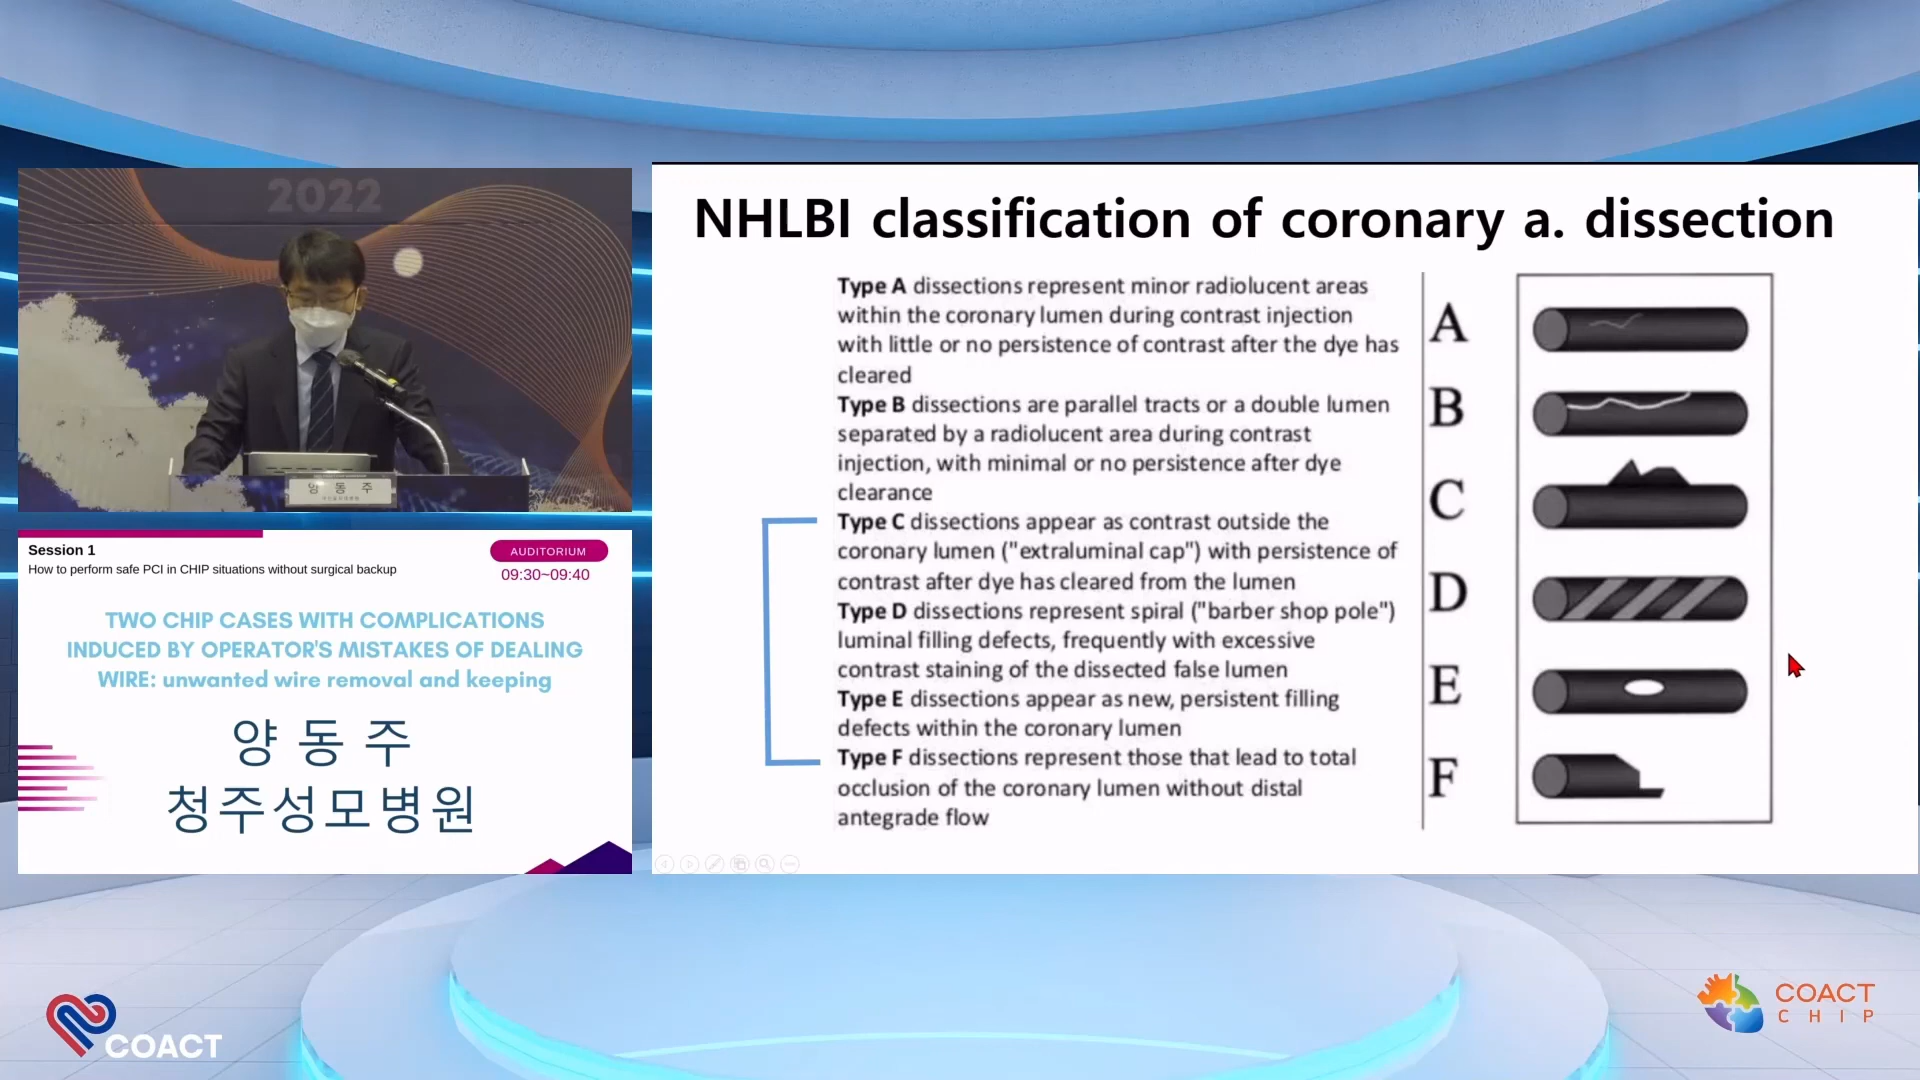 2022
양 동 주
Session 1
How to perform safe PCI in CHIP situations without surgical backup
AUDITORIUM
09:30~09:40
TWO CHIP CASES WITH COMPLICATIONS
INDUCED BY OPERATOR'S MISTAKES OF DEALING
WIRE: unwanted wire removal and keeping
양 동 주
청주성모병원
NHLBI classification of coronary a. dissection
Type A dissections represent minor radiolucent areas
within the coronary lumen during contrast injection
with little or no persistence of contrast after the dye has
cleared
Type B dissections are parallel tracts or a double lumen
separated by a radiolucent area during contrast
injection, with minimal or no persistence after dye
clearance
Type C dissections appear as contrast outside the
coronary lumen ("extraluminal cap") with persistence of
contrast after dye has cleared from the lumen
Type D dissections represent spiral ("barber shop pole")
luminal filling defects, frequently with excessive
contrast staining of the dissected false lumen
Type E dissections appear as new, persistent filling
defects within the coronary lumen
Type F dissections represent those that lead to total
occlusion of the coronary lumen without distal
antegrade flow
A
B
C
D
E
F
COACT
COACT
CHIP